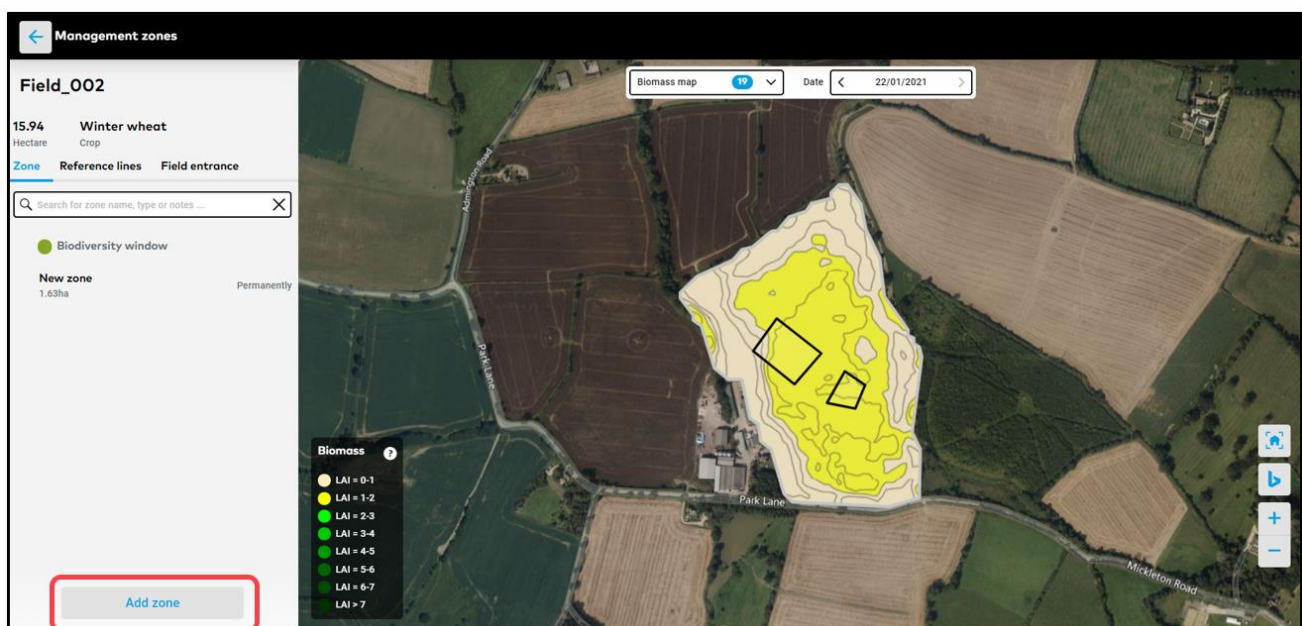 Management zones
Field_002
15.94 Winter wheat
Hectare Crop
Zone Reference lines Field entrance
Search for zone name, type or notes ...
Biodiversity window
New zone
1.63ha
Permanently
Add zone
Biomass map 19 Date 22/01/2021
Admington Road
Park Lane
Park Lane
Mickleton Road
Biomass ?
LAI = 0-1
LAI = 1-2
LAI = 2-3
LAI = 3-4
LAI = 4-5
LAI = 5-6
LAI = 6-7
LAI > 7
b
+
−